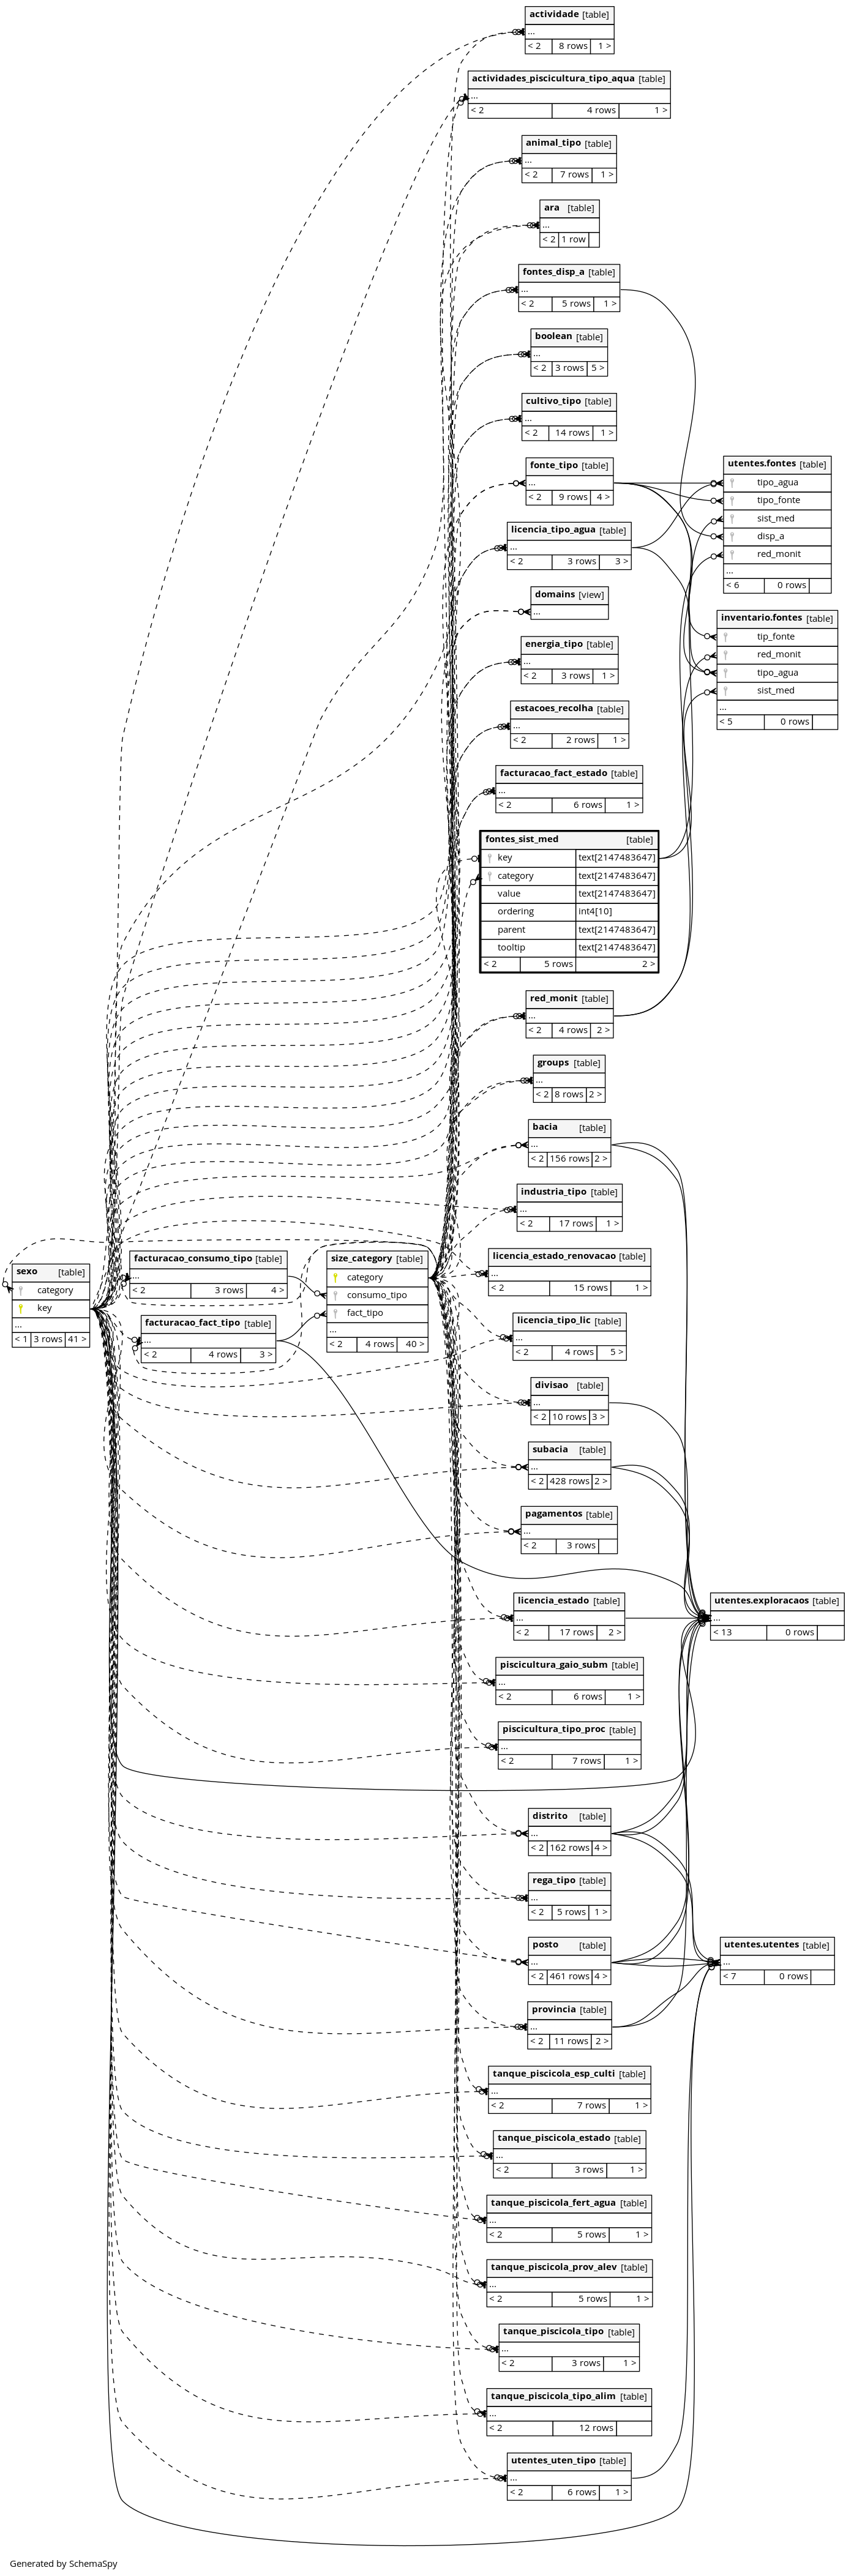 actividade [table]
...
< 2 8 rows 1 >
actividades_piscicultura_tipo_aqua [table]
...
< 2 4 rows 1 >
animal_tipo [table]
...
< 2 7 rows 1 >
ara [table]
...
< 2 1 row
fontes_disp_a [table]
...
< 2 5 rows 1 >
boolean [table]
...
< 2 3 rows 5 >
cultivo_tipo [table]
...
< 2 14 rows 1 >
fonte_tipo [table]
...
< 2 9 rows 4 >
utentes.fontes [table]
tipo_agua
tipo_fonte
sist_med
disp_a
red_monit
...
< 6 0 rows
licencia_tipo_agua [table]
...
< 2 3 rows 3 >
domains [view]
...
inventario.fontes [table]
tip_fonte
red_monit
tipo_agua
sist_med
...
< 5 0 rows
energia_tipo [table]
...
< 2 3 rows 1 >
estacoes_recolha [table]
...
< 2 2 rows 1 >
facturacao_fact_estado [table]
...
< 2 6 rows 1 >
fontes_sist_med [table]
key text[2147483647]
category text[2147483647]
value text[2147483647]
ordering int4[10]
parent text[2147483647]
tooltip text[2147483647]
< 2 5 rows 2 >
red_monit [table]
...
< 2 4 rows 2 >
groups [table]
...
< 2 8 rows 2 >
bacia [table]
...
< 2 156 rows 2 >
industria_tipo [table]
...
< 2 17 rows 1 >
sexo [table]
category
key
...
< 1 3 rows 41 >
facturacao_consumo_tipo [table]
...
< 2 3 rows 4 >
facturacao_fact_tipo [table]
...
< 2 4 rows 3 >
size_category [table]
category
consumo_tipo
fact_tipo
...
< 2 4 rows 40 >
licencia_estado_renovacao [table]
...
< 2 15 rows 1 >
licencia_tipo_lic [table]
...
< 2 4 rows 5 >
divisao [table]
...
< 2 10 rows 3 >
subacia [table]
...
< 2 428 rows 2 >
pagamentos [table]
...
< 2 3 rows
licencia_estado [table]
...
< 2 17 rows 2 >
utentes.exploracaos [table]
...
< 13 0 rows
piscicultura_gaio_subm [table]
...
< 2 6 rows 1 >
piscicultura_tipo_proc [table]
...
< 2 7 rows 1 >
distrito [table]
...
< 2 162 rows 4 >
rega_tipo [table]
...
< 2 5 rows 1 >
posto [table]
...
< 2 461 rows 4 >
utentes.utentes [table]
...
< 7 0 rows
provincia [table]
...
< 2 11 rows 2 >
tanque_piscicola_esp_culti [table]
...
< 2 7 rows 1 >
tanque_piscicola_estado [table]
...
< 2 3 rows 1 >
tanque_piscicola_fert_agua [table]
...
< 2 5 rows 1 >
tanque_piscicola_prov_alev [table]
...
< 2 5 rows 1 >
tanque_piscicola_tipo [table]
...
< 2 3 rows 1 >
tanque_piscicola_tipo_alim [table]
...
< 2 12 rows
utentes_uten_tipo [table]
...
< 2 6 rows 1 >
Generated by SchemaSpy